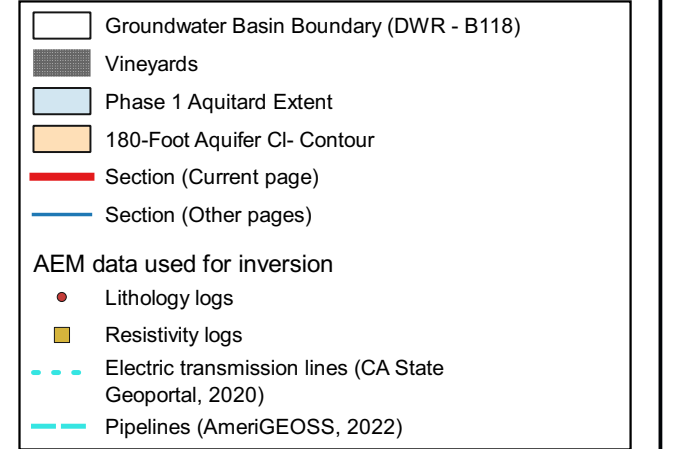 Groundwater Basin Boundary (DWR - B118)
Vineyards
Phase 1 Aquitard Extent
180-Foot Aquifer Cl- Contour
Section (Current page)
Section (Other pages)
AEM data used for inversion
Lithology logs
Resistivity logs
Electric transmission lines (CA State
Geoportal, 2020)
Pipelines (AmeriGEOSS, 2022)